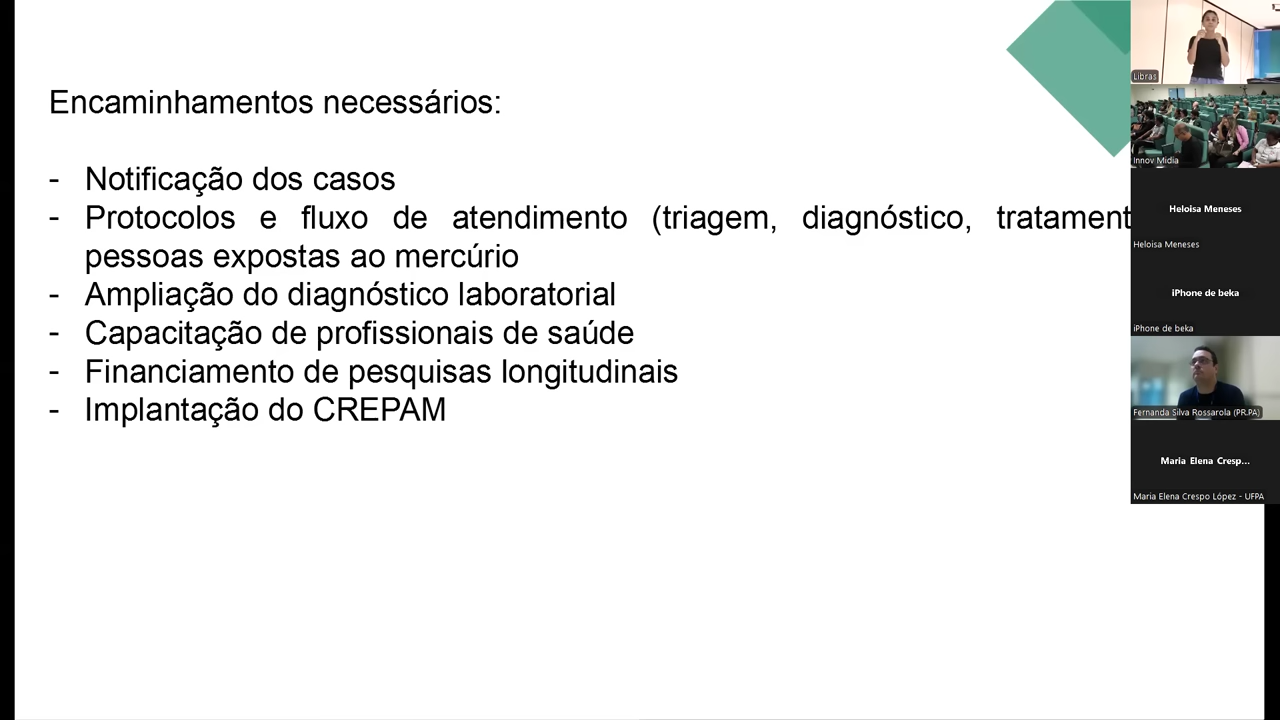 Encaminhamentos necessários:
- Notificação dos casos
- Protocolos e fluxo de atendimento (triagem, diagnóstico, tratament
pessoas expostas ao mercúrio
- Ampliação do diagnóstico laboratorial
- Capacitação de profissionais de saúde
- Financiamento de pesquisas longitudinais
- Implantação do CREPAM
Libras
Innov Midia
Heloisa Meneses
Heloisa Meneses
iPhone de beka
iPhone de beka
Fernanda Silva Rossarola (PR.PA)
Maria Elena Cresp...
Maria Elena Crespo López - UFPA